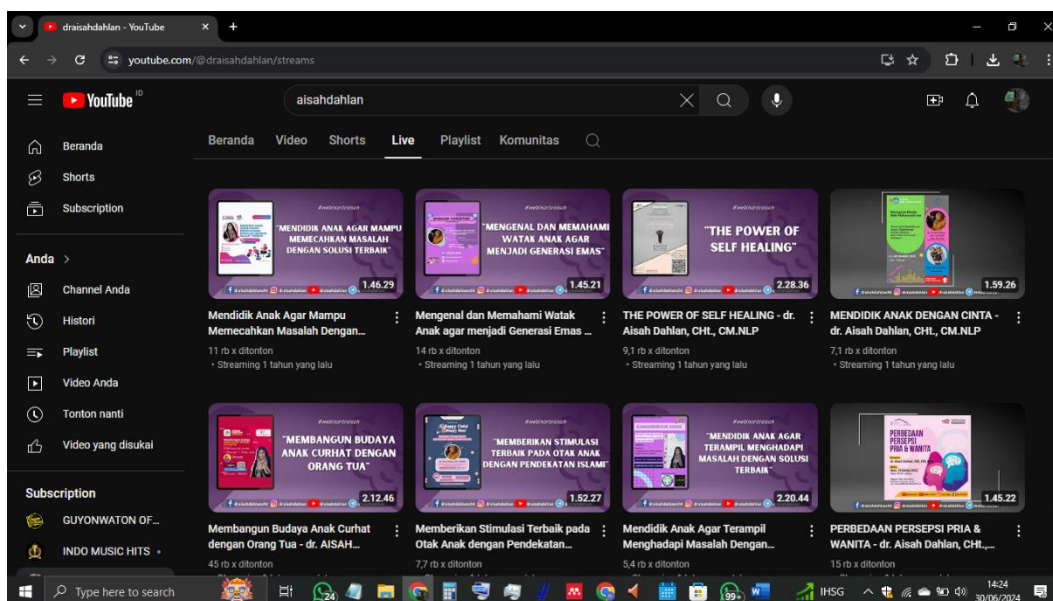 draisahdahlan - YouTube
youtube.com/@draisahdahlan/streams
YouTube ID
aisahdahlan
Beranda
Shorts
Subscription
Anda
Channel Anda
Histori
Playlist
Video Anda
Tonton nanti
Video yang disukai
Subscription
GUYONWATON OF...
INDO MUSIC HITS
Beranda Video Shorts Live Playlist Komunitas
"MENDIDIK ANAK AGAR MAMPU
MEMECAHKAN MASALAH
DENGAN SOLUSI TERBAIK"
1.46.29
Mendidik Anak Agar Mampu
Memecahkan Masalah Dengan...
11 rb x ditonton
• Streaming 1 tahun yang lalu
"MENGENAL DAN MEMAHAMI
WATAK ANAK AGAR
MENJADI GENERASI EMAS"
1.45.21
Mengenal dan Memahami Watak
Anak agar menjadi Generasi Emas ...
14 rb x ditonton
• Streaming 1 tahun yang lalu
"THE POWER OF
SELF HEALING"
2.28.36
THE POWER OF SELF HEALING - dr.
Aisah Dahlan, CHt., CM.NLP
9,1 rb x ditonton
• Streaming 1 tahun yang lalu
1.59.26
MENDIDIK ANAK DENGAN CINTA -
dr. Aisah Dahlan, CHt., CM.NLP
7,1 rb x ditonton
• Streaming 1 tahun yang lalu
"MEMBANGUN BUDAYA
ANAK CURHAT DENGAN
ORANG TUA"
2.12.46
Membangun Budaya Anak Curhat
dengan Orang Tua - dr. AISAH...
45 rb x ditonton
"MEMBERIKAN STIMULASI
TERBAIK PADA OTAK ANAK
DENGAN PENDEKATAN ISLAMI"
1.52.27
Memberikan Stimulasi Terbaik pada
Otak Anak dengan Pendekatan...
7,7 rb x ditonton
"MENDIDIK ANAK AGAR
TERAMPIL MENGHADAPI
MASALAH DENGAN SOLUSI
TERBAIK"
2.20.44
Mendidik Anak Agar Terampil
Menghadapi Masalah Dengan...
5,4 rb x ditonton
PERBEDAAN
PERSEPSI
PRIA & WANITA
1.45.22
PERBEDAAN PERSEPSI PRIA &
WANITA - dr. Aisah Dahlan, CHt.,...
15 rb x ditonton
Type here to search
24
99+
IHSG
14:24
30/06/2024